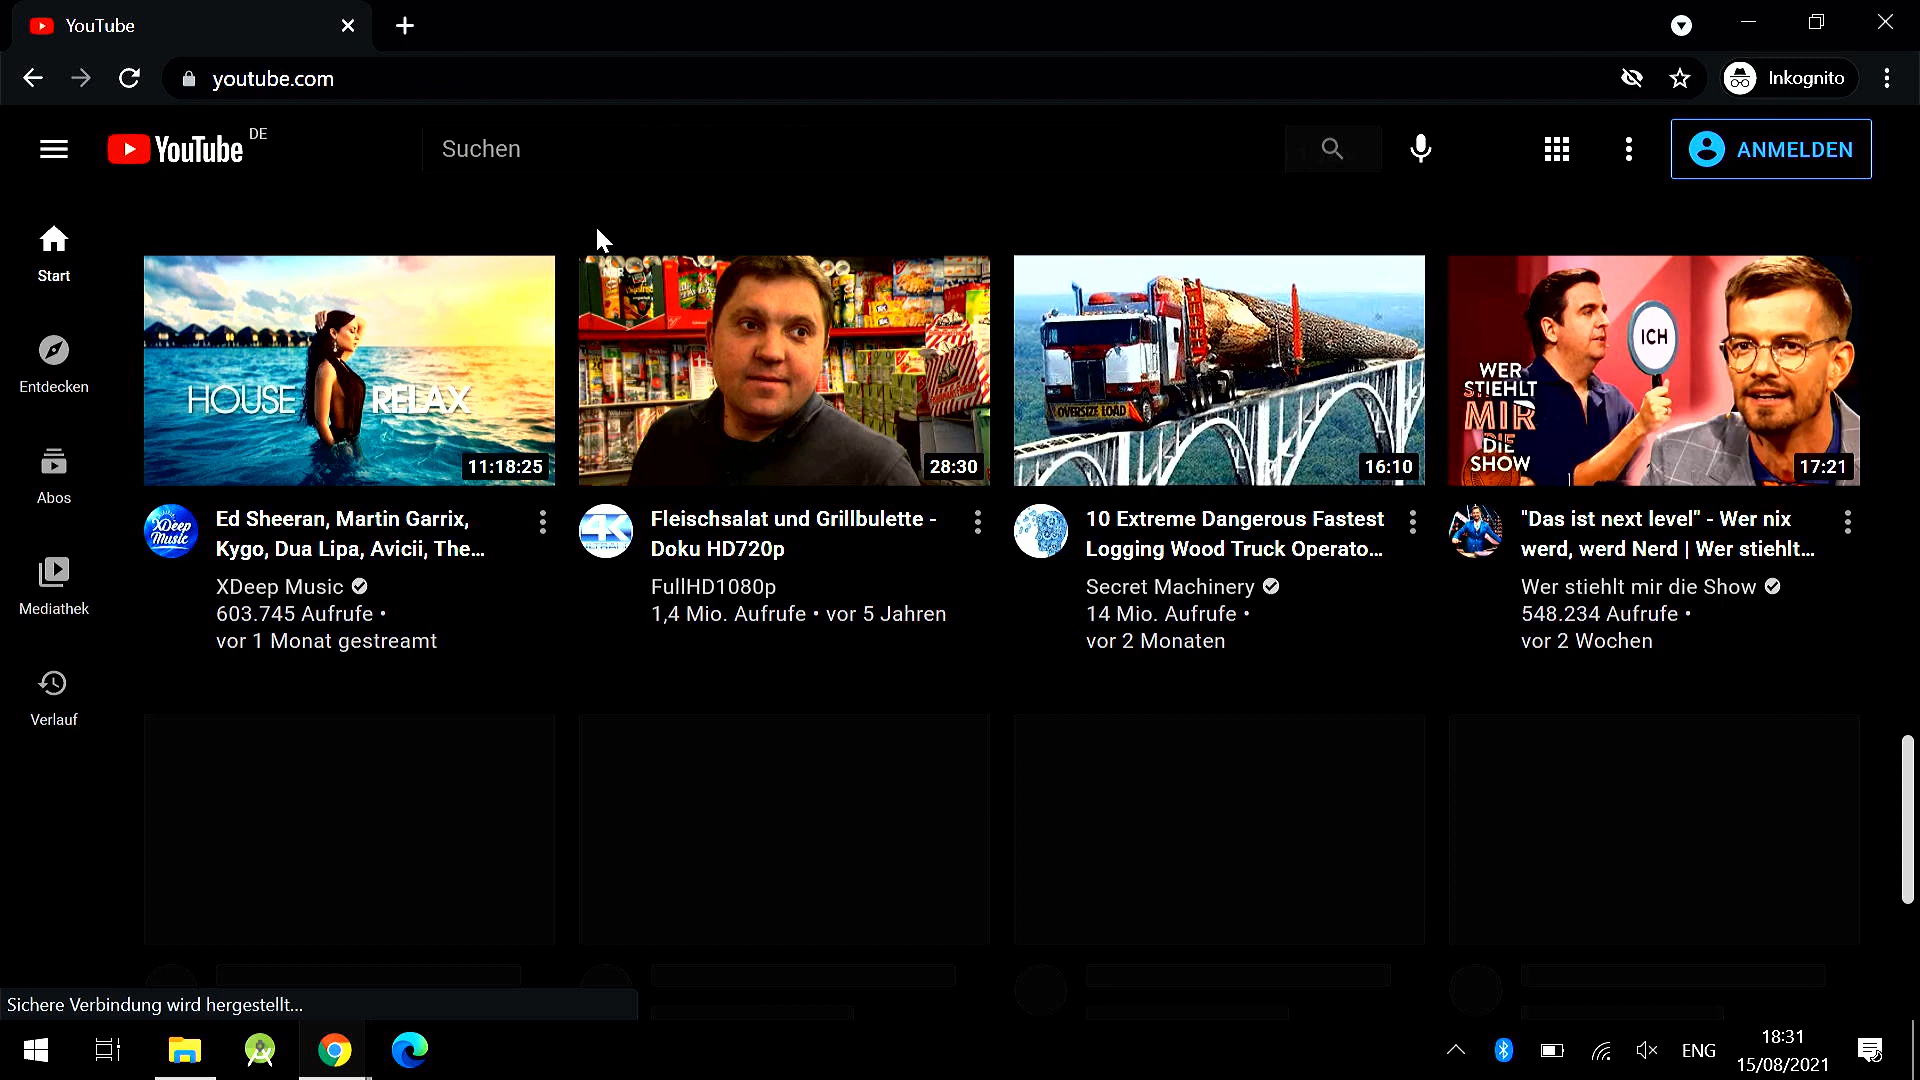 YouTube
youtube.com
Inkognito
YouTube DE
Suchen
ANMELDEN
Start
Entdecken
Abos
Mediathek
Verlauf
HOUSE RELAX
11:18:25
Ed Sheeran, Martin Garrix,
Kygo, Dua Lipa, Avicii, The...
XDeep Music
603.745 Aufrufe •
vor 1 Monat gestreamt
XDeep
Music
28:30
4K
Fleischsalat und Grillbulette -
Doku HD720p
FullHD1080p
1,4 Mio. Aufrufe • vor 5 Jahren
OVERSIZE LOAD
16:10
10 Extreme Dangerous Fastest
Logging Wood Truck Operato...
Secret Machinery
14 Mio. Aufrufe •
vor 2 Monaten
ICH
WER
STIEHLT
MIR
DIE
SHOW
17:21
"Das ist next level" - Wer nix
werd, werd Nerd | Wer stiehlt...
Wer stiehlt mir die Show
548.234 Aufrufe •
vor 2 Wochen
Sichere Verbindung wird hergestellt...
ENG
18:31
15/08/2021